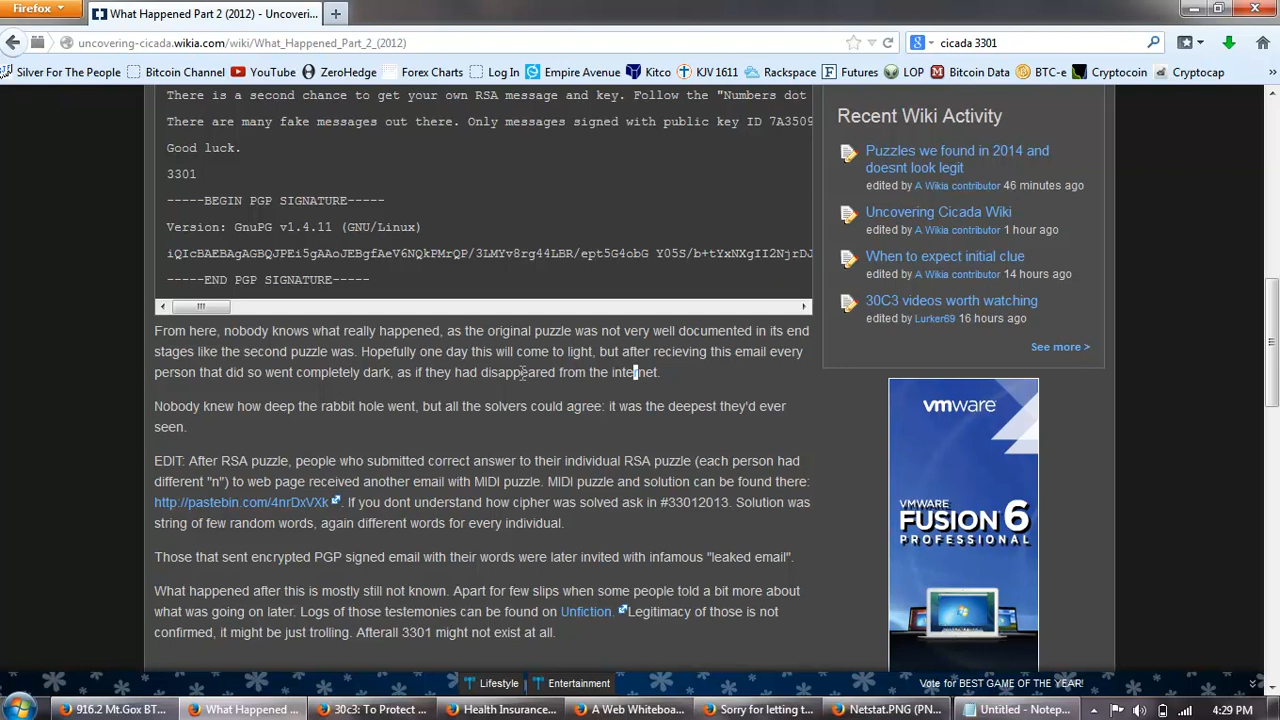 Firefox
What Happened Part 2 (2012) - Uncoveri...
uncovering-cicada.wikia.com/wiki/What_Happened_Part_2_(2012)
cicada 3301
Silver For The People
Bitcoin Channel
YouTube
ZeroHedge
Forex Charts
Log In
Empire Avenue
Kitco
KJV 1611
Rackspace
Futures
LOP
Bitcoin Data
BTC-e
Cryptocoin
Cryptocap
There is a second chance to get your own RSA message and key. Follow the "Numbers dot
There are many fake messages out there. Only messages signed with public key ID 7A3509
Good luck.
3301
-----BEGIN PGP SIGNATURE-----
Version: GnuPG v1.4.11 (GNU/Linux)
iQIcBAEBAgAGBQJPEi5gAAoJEBgfAeV6NQkPMrQP/3LMYv8rg44LBR/ept5G4obG Y05S/b+tYxNXgII2NjrDJ
-----END PGP SIGNATURE-----
From here, nobody knows what really happened, as the original puzzle was not very well documented in its end
stages like the second puzzle was. Hopefully one day this will come to light, but after recieving this email every
person that did so went completely dark, as if they had disappeared from the internet.
Nobody knew how deep the rabbit hole went, but all the solvers could agree: it was the deepest they'd ever
seen.
EDIT: After RSA puzzle, people who submitted correct answer to their individual RSA puzzle (each person had
different "n") to web page received another email with MIDI puzzle. MIDI puzzle and solution can be found there:
http://pastebin.com/4nrDxVXk . If you dont understand how cipher was solved ask in #33012013. Solution was
string of few random words, again different words for every individual.
Those that sent encrypted PGP signed email with their words were later invited with infamous "leaked email".
What happened after this is mostly still not known. Apart for few slips when some people told a bit more about
what was going on later. Logs of those testemonies can be found on Unfiction. Legitimacy of those is not
confirmed, it might be just trolling. Afterall 3301 might not exist at all.
Recent Wiki Activity
Puzzles we found in 2014 and
doesnt look legit
edited by A Wikia contributor 46 minutes ago
Uncovering Cicada Wiki
edited by A Wikia contributor 1 hour ago
When to expect initial clue
edited by A Wikia contributor 14 hours ago
30C3 videos worth watching
edited by Lurker69 16 hours ago
See more >
vmware
VMWARE
FUSION 6
PROFESSIONAL
Lifestyle
Entertainment
Vote for BEST GAME OF THE YEAR!
916.2 Mt.Gox BT...
What Happened ...
30c3: To Protect ...
Health Insurance...
A Web Whiteboa...
Sorry for letting t...
Netstat.PNG (PN...
Untitled - Notep...
4:29 PM